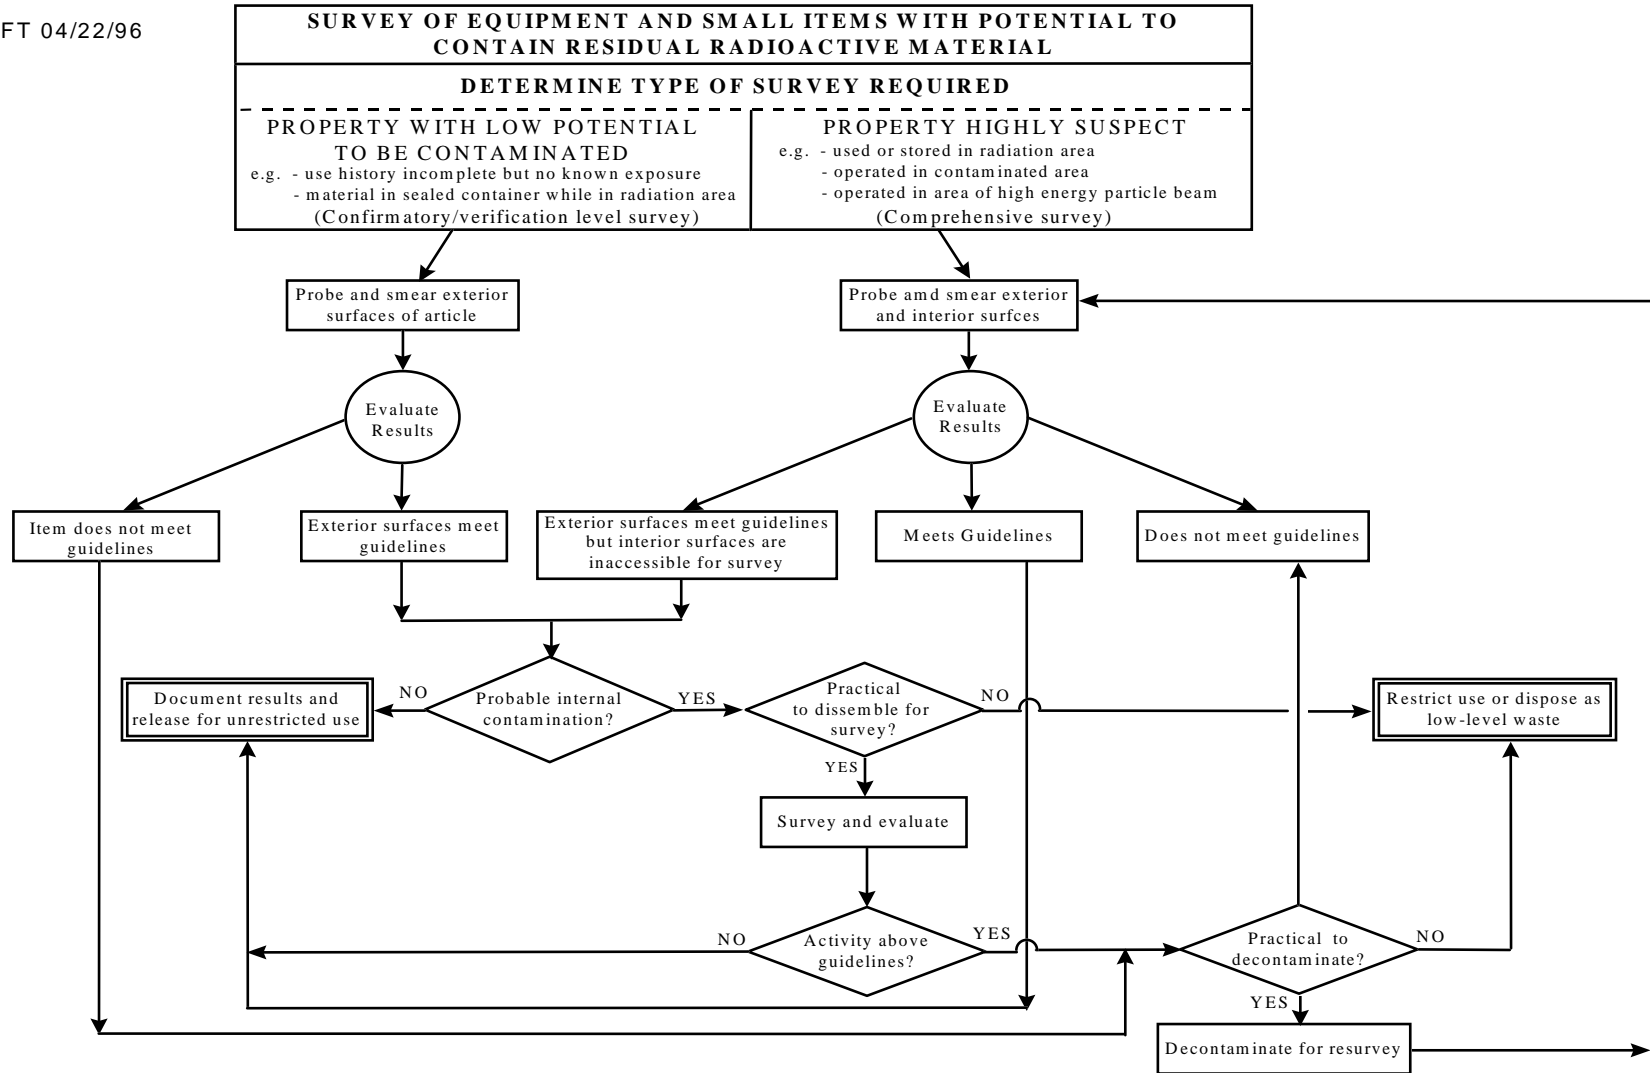 FT 04/22/96
SURVEY OF EQUIPMENT AND SMALL ITEMS WITH POTENTIAL TO
CONTAIN RESIDUAL RADIOACTIVE MATERIAL
DETERMINE TYPE OF SURVEY REQUIRED
PROPERTY WITH LOW POTENTIAL
TO BE CONTAMINATED
e.g. - use history incomplete but no known exposure
- material in sealed container while in radiation area
(Confirmatory/verification level survey)
PROPERTY HIGHLY SUSPECT
e.g. - used or stored in radiation area
- operated in contaminated area
- operated in area of high energy particle beam
(Comprehensive survey)
Probe and smear exterior
surfaces of article
Probe amd smear exterior
and interior surfces
Evaluate
Results
Evaluate
Results
Item does not meet
guidelines
Exterior surfaces meet
guidelines
Exterior surfaces meet guidelines
but interior surfaces are
inaccessible for survey
Meets Guidelines
Does not meet guidelines
Document results and
release for unrestricted use
NO
Probable internal
contamination?
YES
Practical
to dissemble for
survey?
NO
Restrict use or dispose as
low-level waste
YES
Survey and evaluate
NO
Activity above
guidelines?
YES
Practical to
decontaminate?
NO
YES
Decontaminate for resurvey